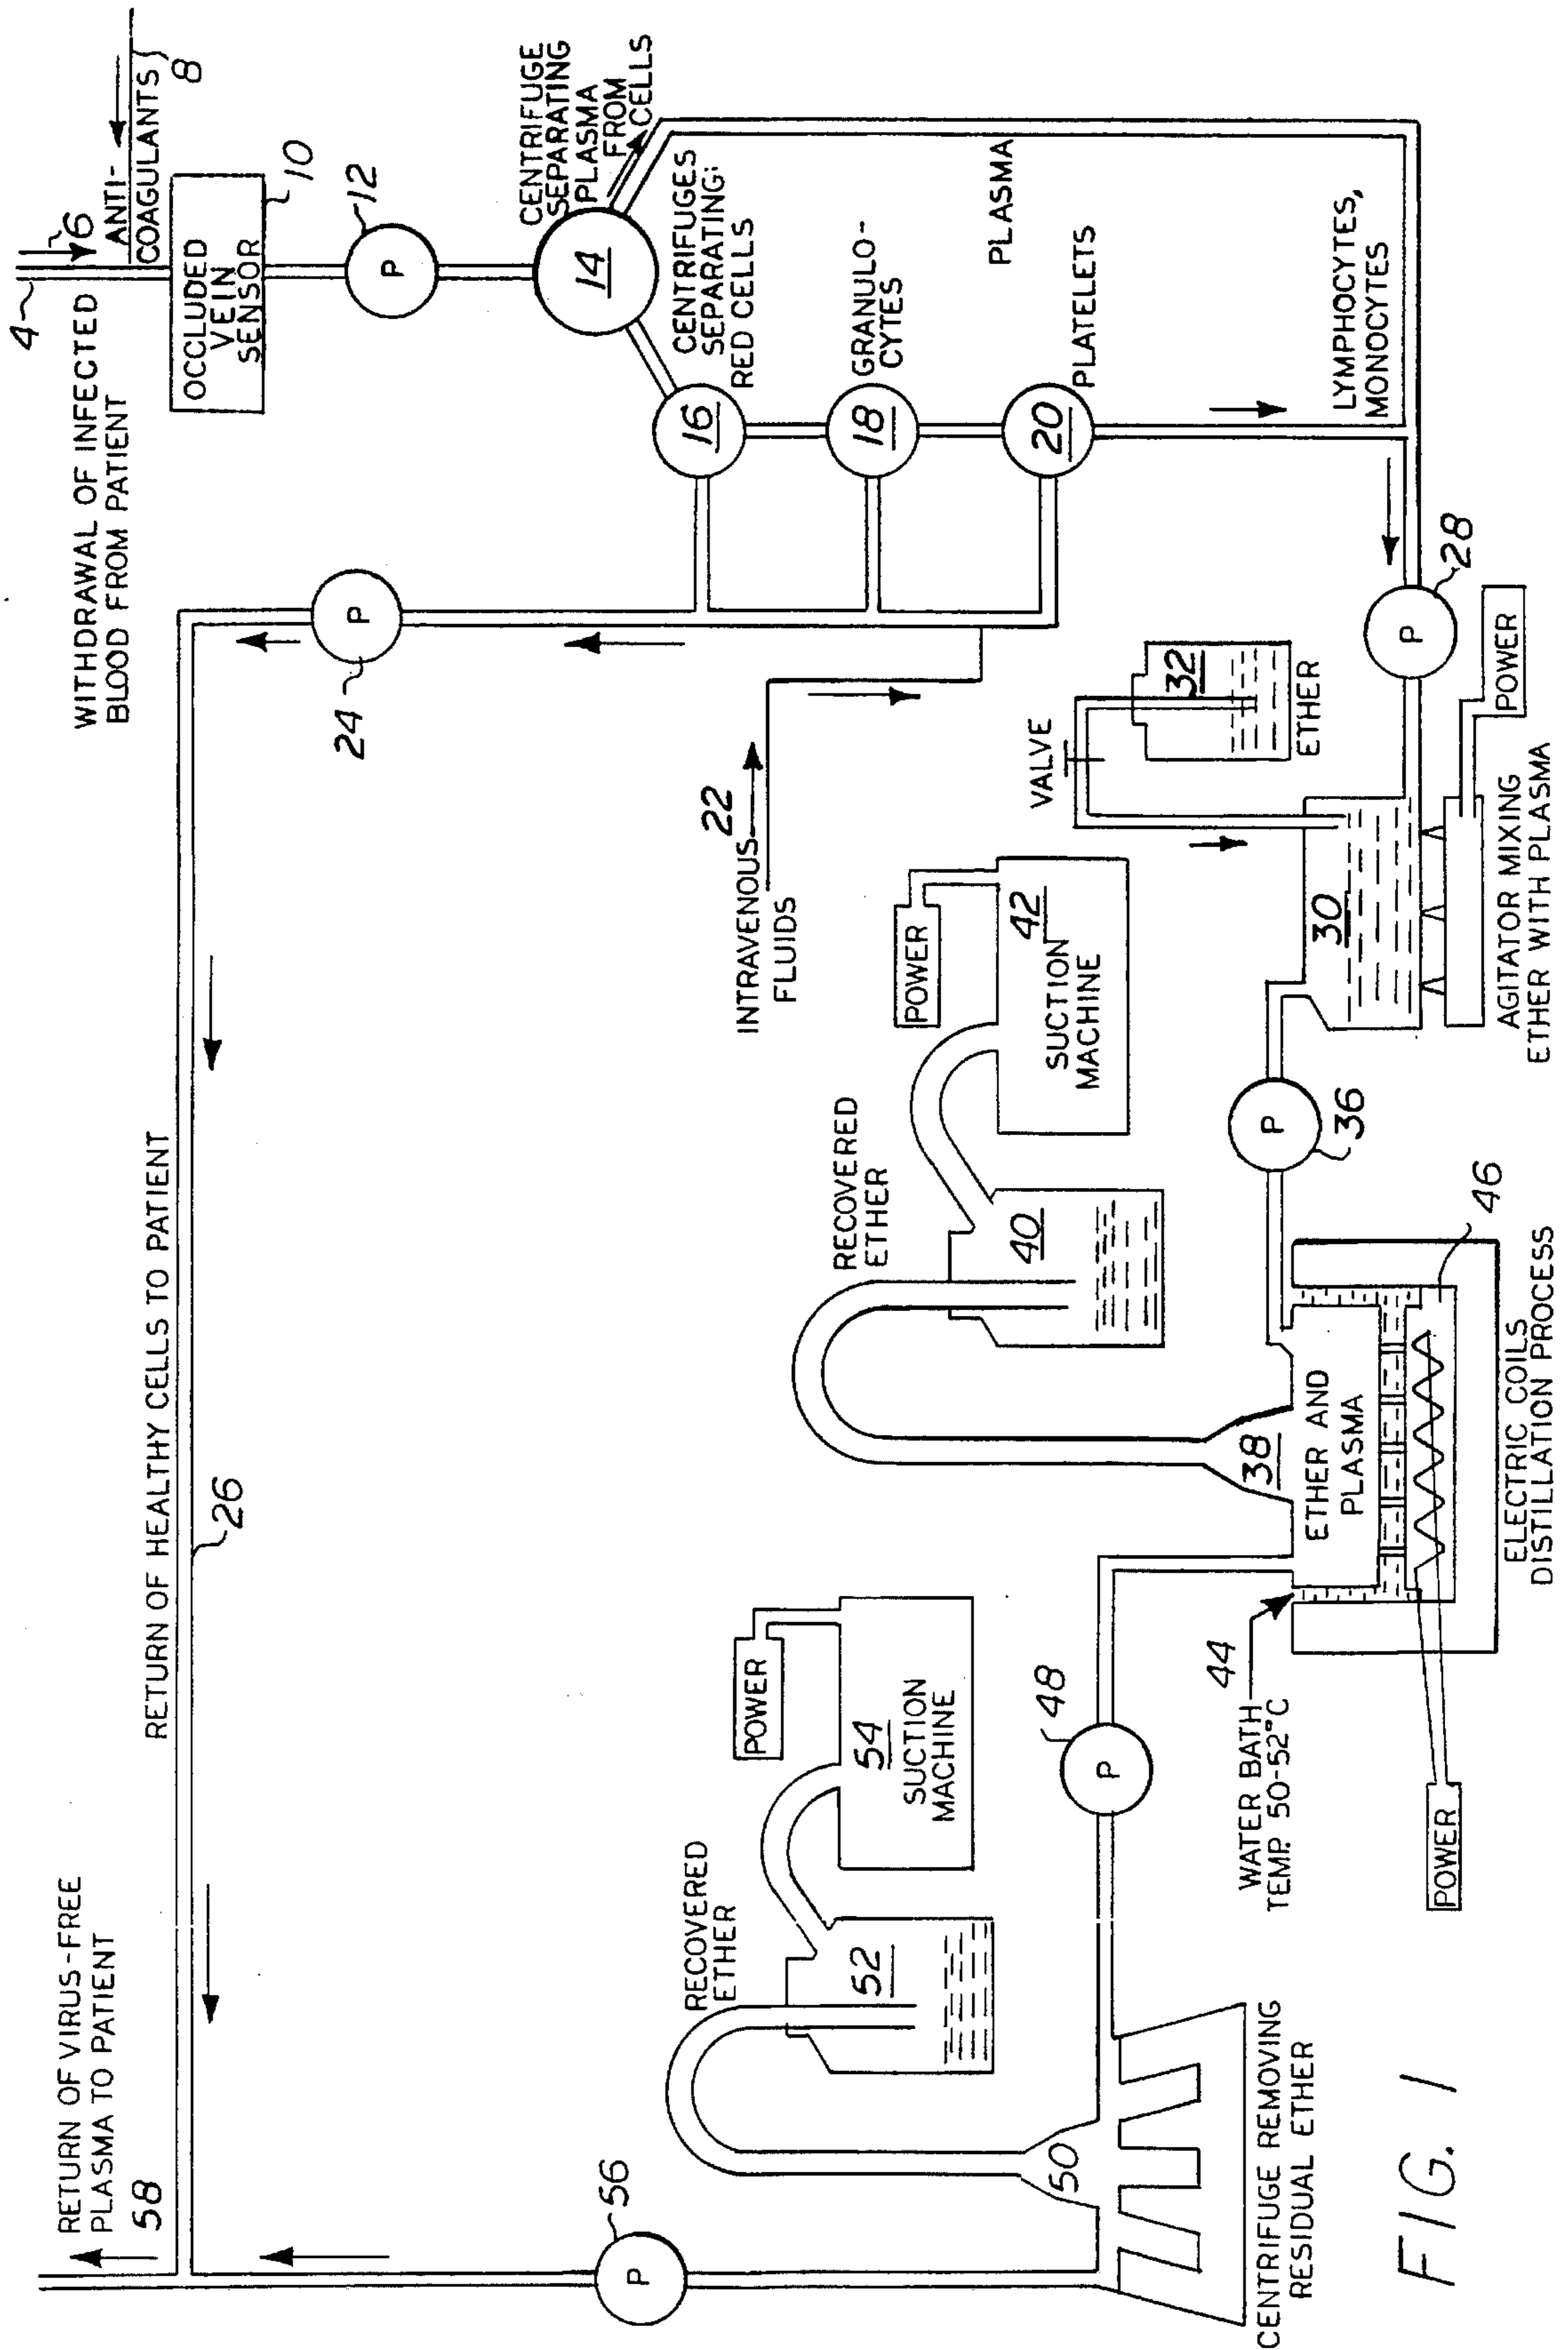 4
6
WITHDRAWAL OF INFECTED
BLOOD FROM PATIENT
ANTI-
COAGULANTS
8
OCCLUDED
VEIN
SENSOR
10
P
12
CENTRIFUGE
SEPARATING
PLASMA
FROM
CELLS
14
CENTRIFUGES
SEPARATING:
RED CELLS
16
GRANULO-
CYTES
18
PLATELETS
20
PLASMA
LYMPHOCYTES,
MONOCYTES
P
24
INTRAVENOUS
FLUIDS
22
RETURN OF HEALTHY CELLS TO PATIENT
26
P
28
VALVE
32
ETHER
30
POWER
AGITATOR MIXING
ETHER WITH PLASMA
P
36
RECOVERED
ETHER
40
POWER
42
SUCTION
MACHINE
38
ETHER AND
PLASMA
46
ELECTRIC COILS
DISTILLATION PROCESS
44
WATER BATH
TEMP. 50-52°C
POWER
P
48
RECOVERED
ETHER
52
POWER
54
SUCTION
MACHINE
50
CENTRIFUGE REMOVING
RESIDUAL ETHER
P
56
RETURN OF VIRUS-FREE
PLASMA TO PATIENT
58
FIG. 1